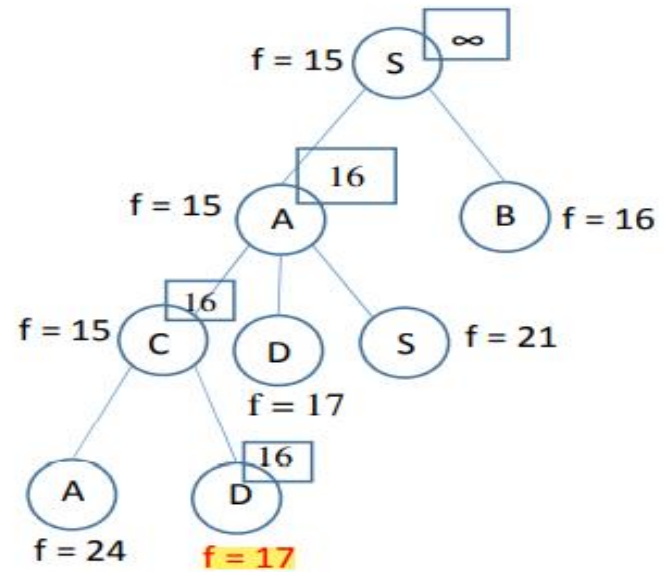 ∞
f = 15 S
16
f = 15 A B f = 16
16
f = 15 C D S f = 21
f = 17
16
A D
f = 24 f = 17